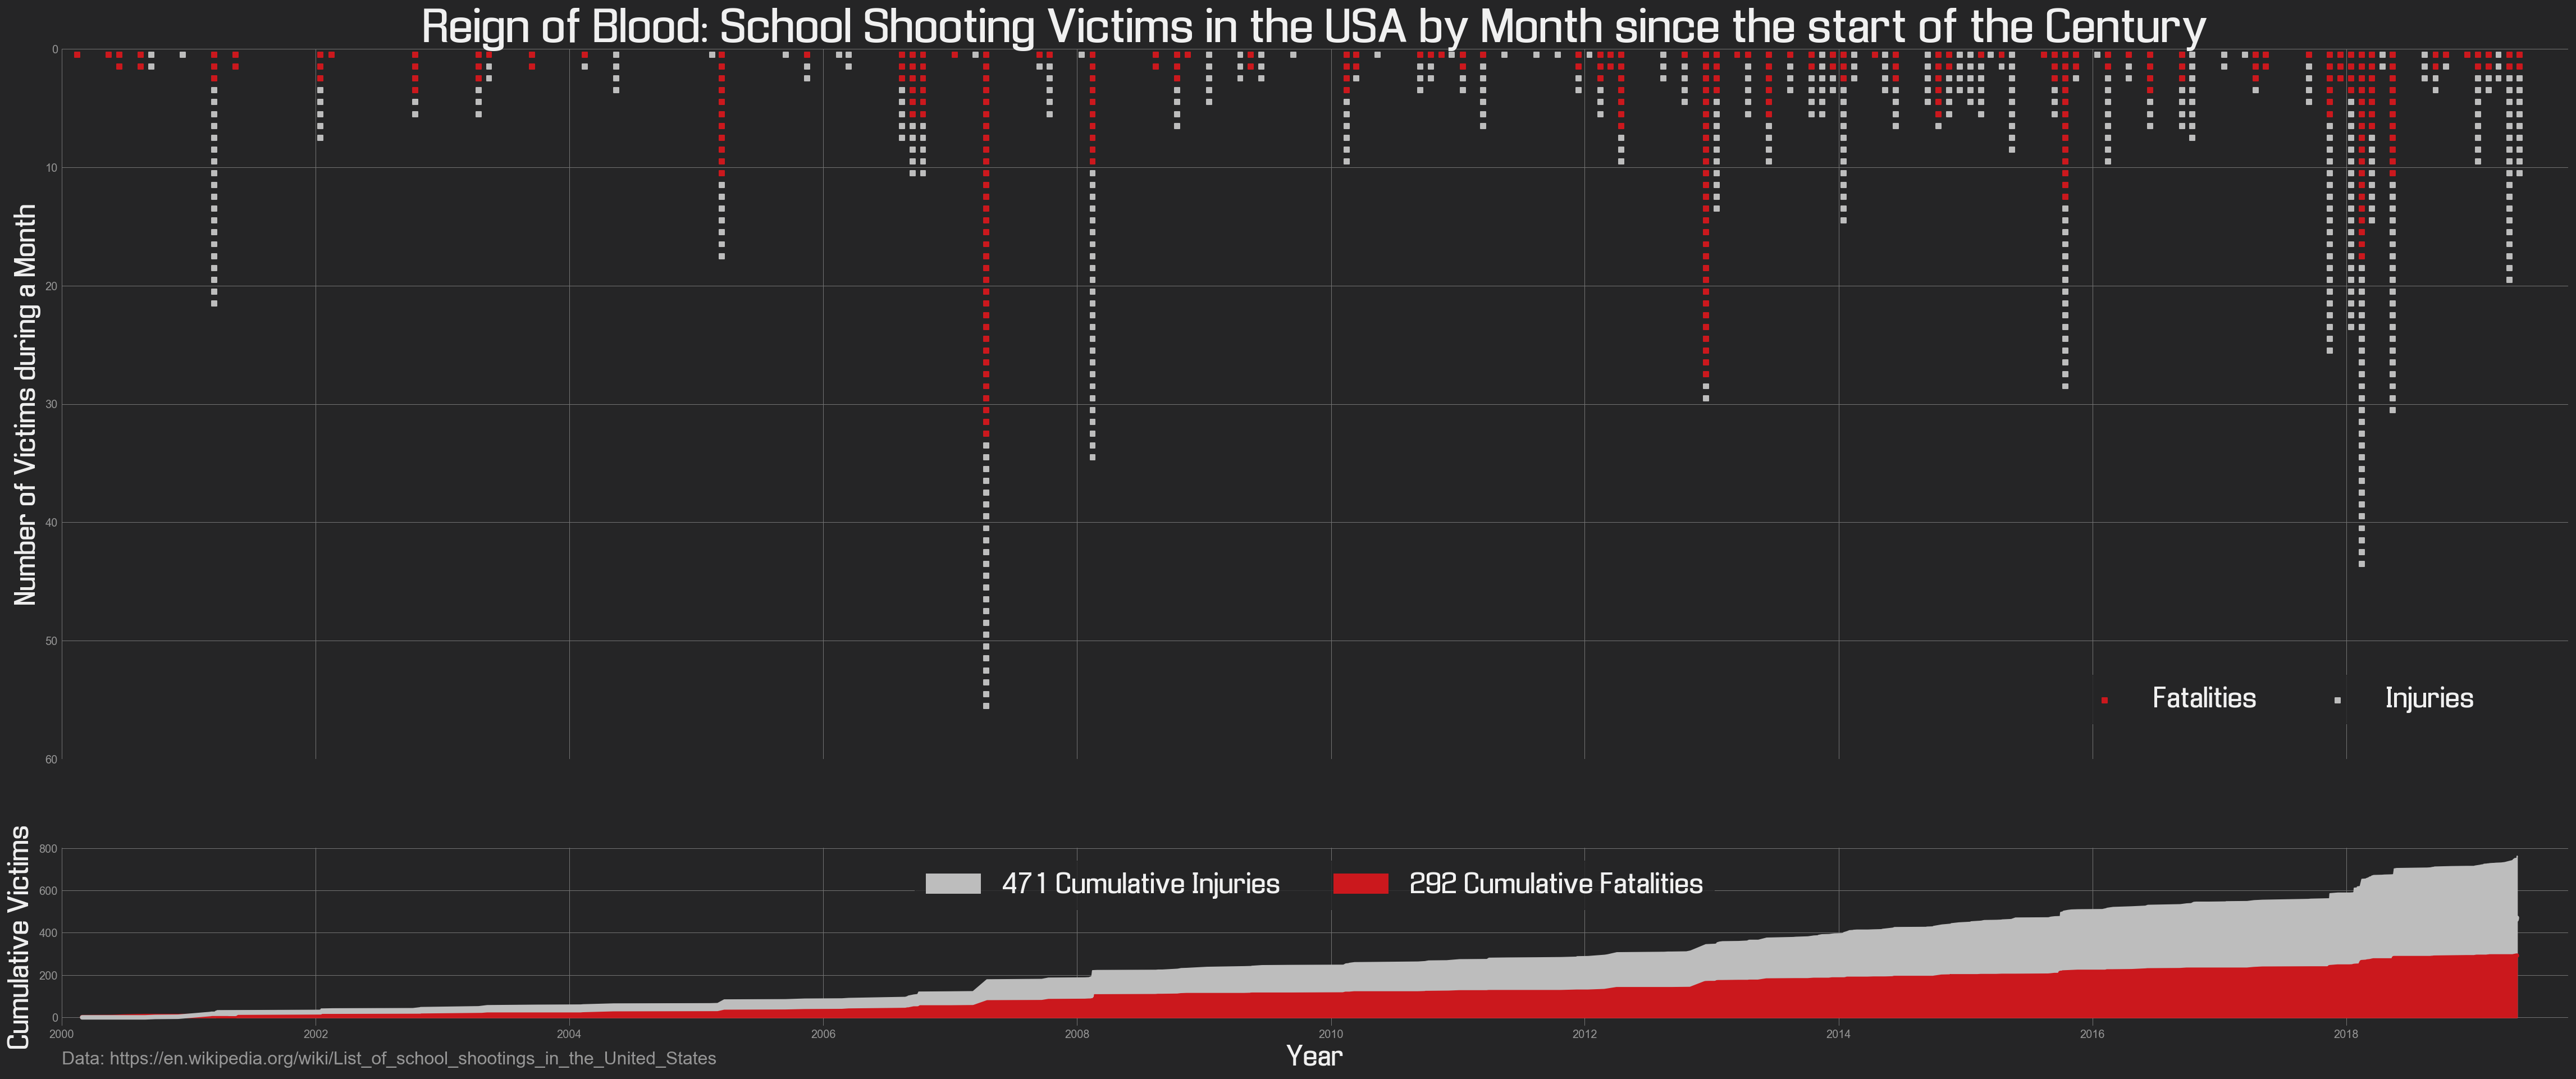 Reign of Blood: School Shooting Victims in the USA by Month since the start of the Century
Number of Victims during a Month
0
10
20
30
40
50
60
Fatalities
Injuries
Cumulative Victims
800
600
400
200
0
471 Cumulative Injuries
292 Cumulative Fatalities
2000 2002 2004 2006 2008 2010 2012 2014 2016 2018
Year
Data: https://en.wikipedia.org/wiki/List_of_school_shootings_in_the_United_States